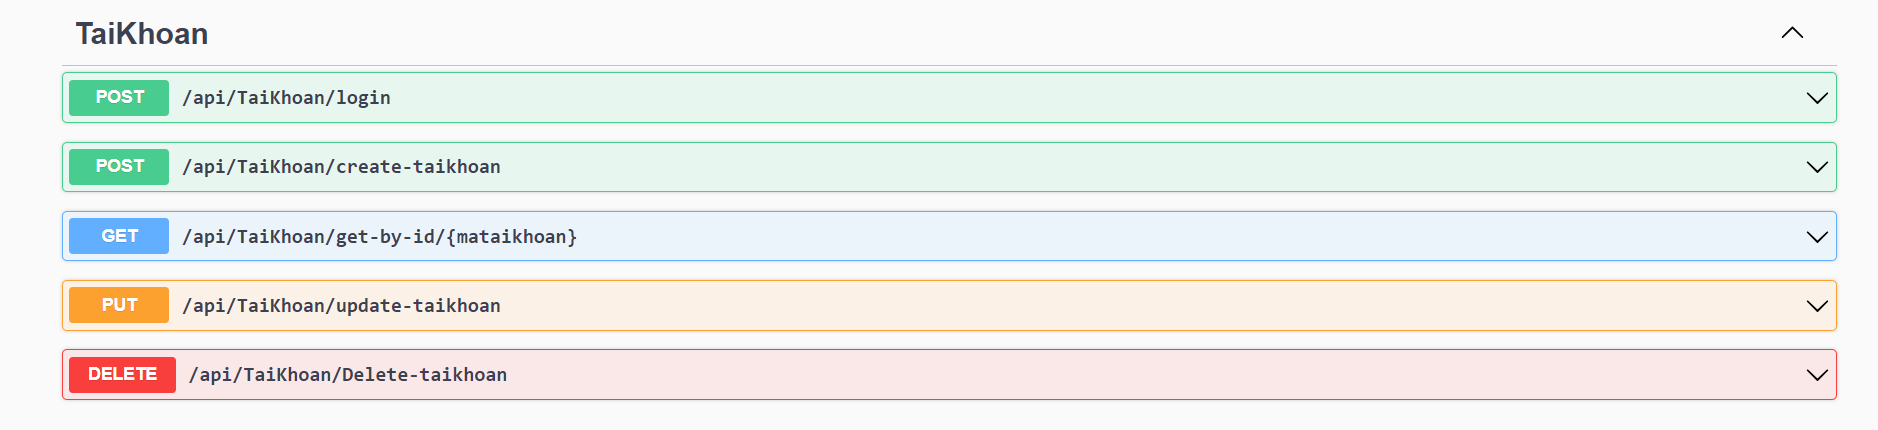 TaiKhoan
POST /api/TaiKhoan/login
POST /api/TaiKhoan/create-taikhoan
GET /api/TaiKhoan/get-by-id/{mataikhoan}
PUT /api/TaiKhoan/update-taikhoan
DELETE /api/TaiKhoan/Delete-taikhoan